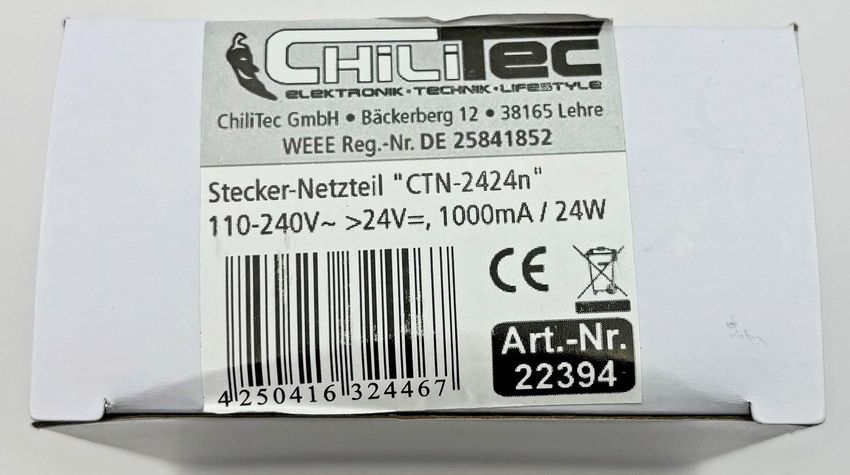 CHiLiTEC
ELEKTRONIK • TECHNIK • LIFESTYLE
ChiliTec GmbH • Bäckerberg 12 • 38165 Lehre
WEEE Reg.-Nr. DE 25841852
Stecker-Netzteil "CTN-2424n"
110-240V~ >24V=, 1000mA / 24W
CE
Art.-Nr.
22394
4 250416 324467